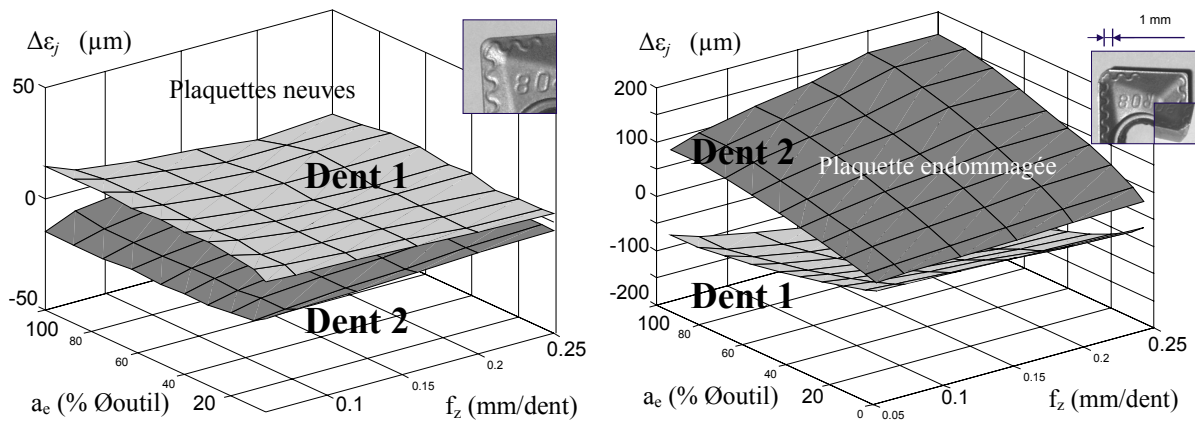 Δεj (µm)
Plaquettes neuves
808
50
0
-50
Dent 1
Dent 2
100
80
60
40
20
0.1
0.15
0.2
0.25
ae (% Øoutil)
fz (mm/dent)
Δεj (µm)
1 mm
808
200
100
0
-100
-200
Dent 2
Plaquette endommagée
Dent 1
100
80
60
40
20
0
0.05
0.1
0.15
0.2
0.25
ae (% Øoutil)
fz (mm/dent)